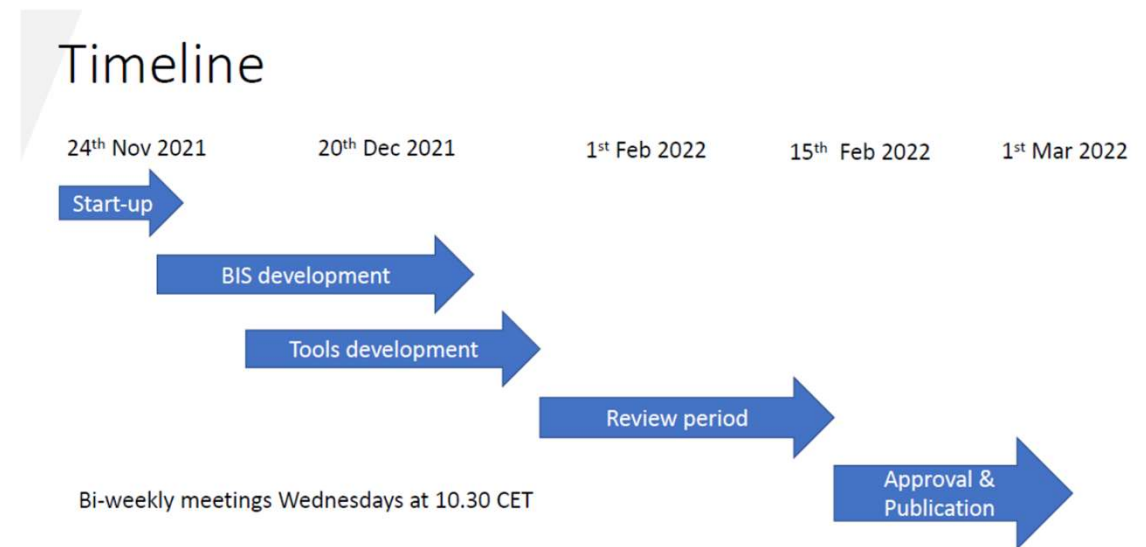 Timeline
24th Nov 2021 20th Dec 2021 1st Feb 2022 15th Feb 2022 1st Mar 2022
Start-up
BIS development
Tools development
Review period
Approval &
Publication
Bi-weekly meetings Wednesdays at 10.30 CET